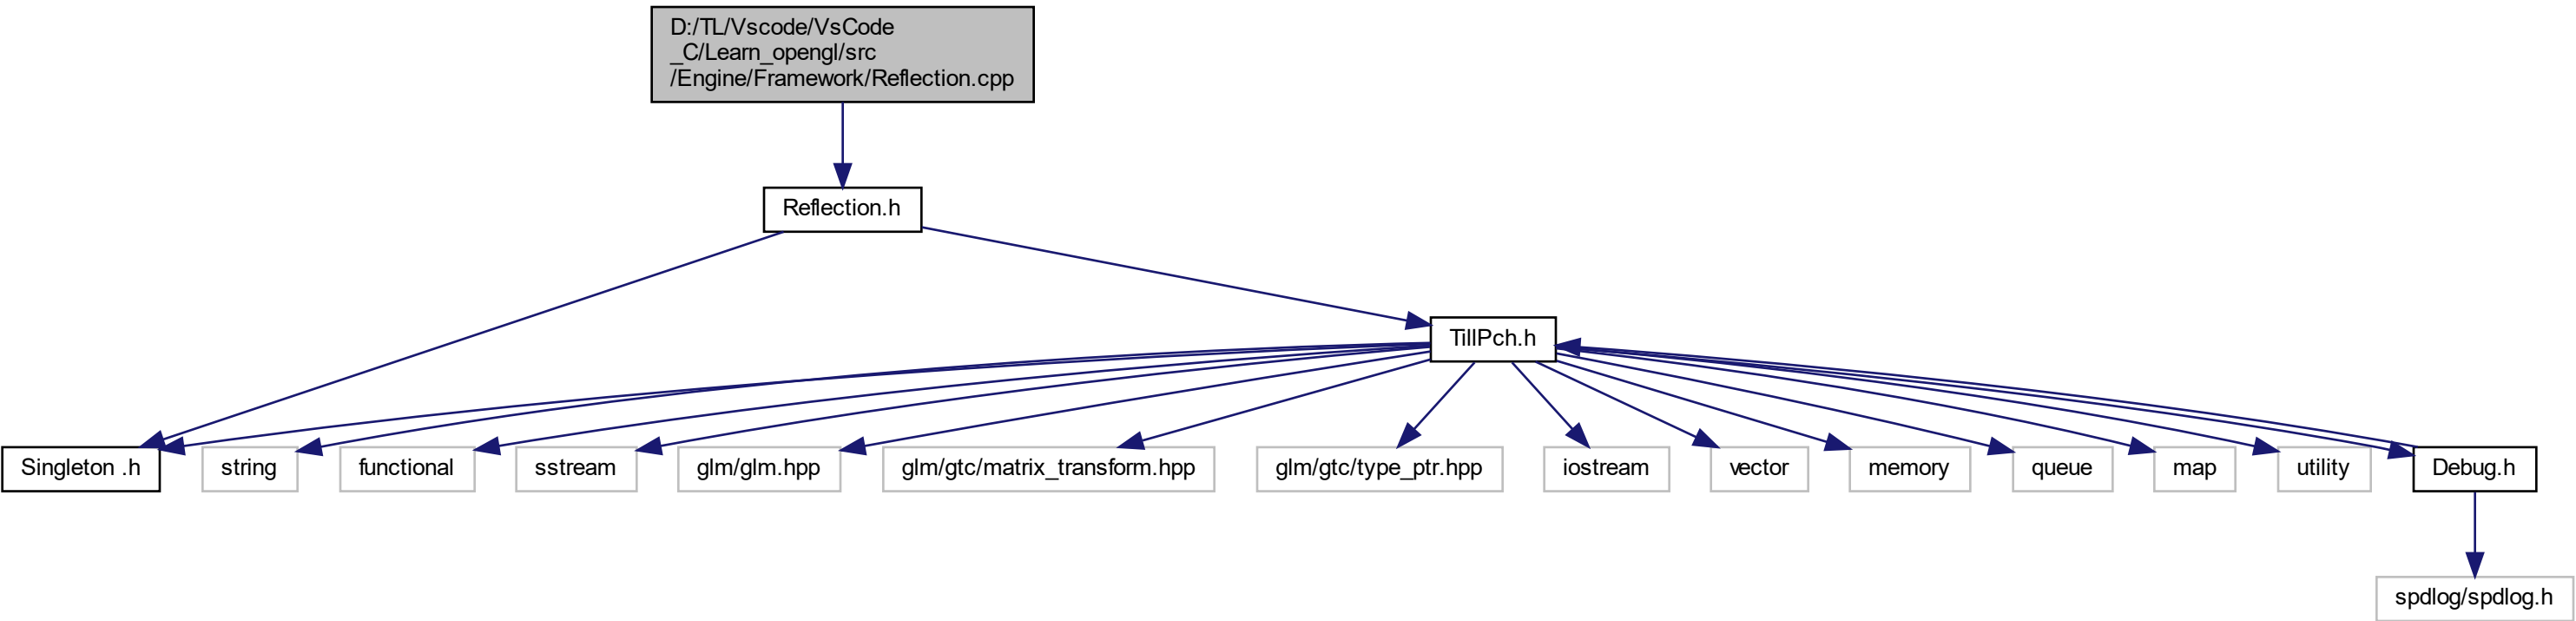 D:/TL/Vscode/VsCode
_C/Learn_opengl/src
/Engine/Framework/Reflection.cpp
Reflection.h
TillPch.h
Singleton .h
string
functional
sstream
glm/glm.hpp
glm/gtc/matrix_transform.hpp
glm/gtc/type_ptr.hpp
iostream
vector
memory
queue
map
utility
Debug.h
spdlog/spdlog.h